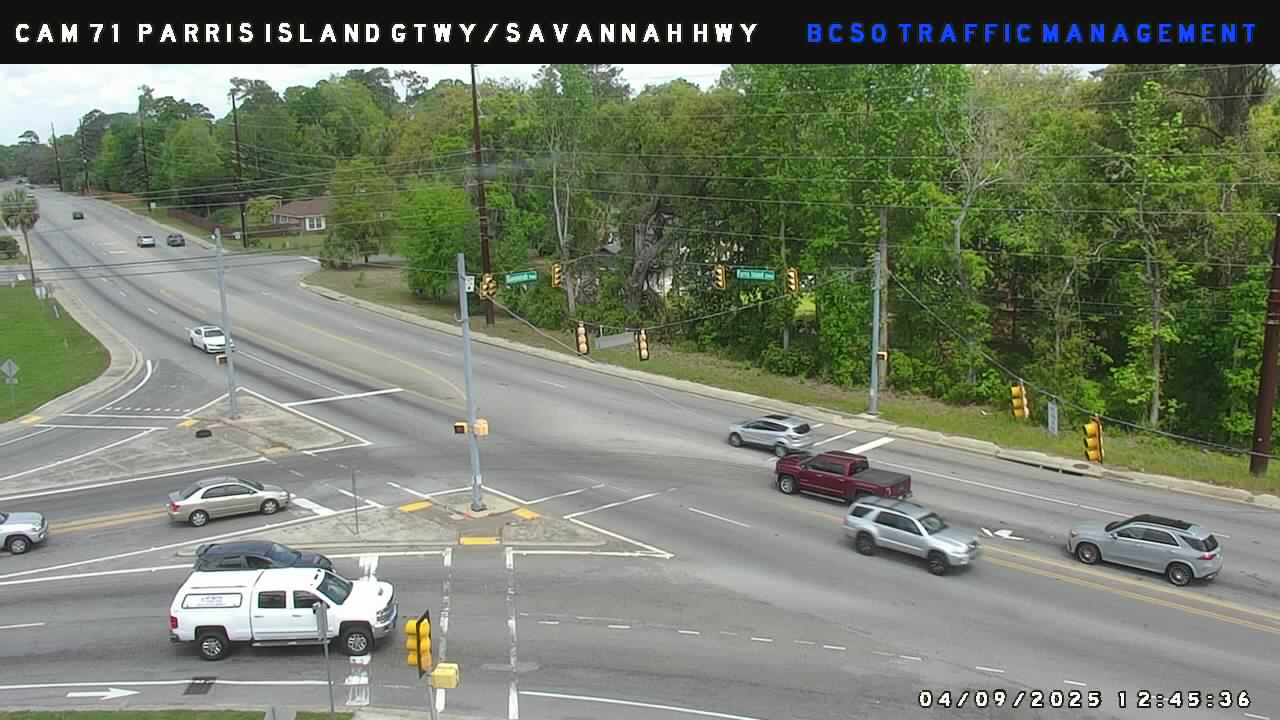 CAM 71 PARRIS ISLAND GTWY/SAVANNAH HWY BCSO TRAFFIC MANAGEMENT
04/09/2025 12:45:36